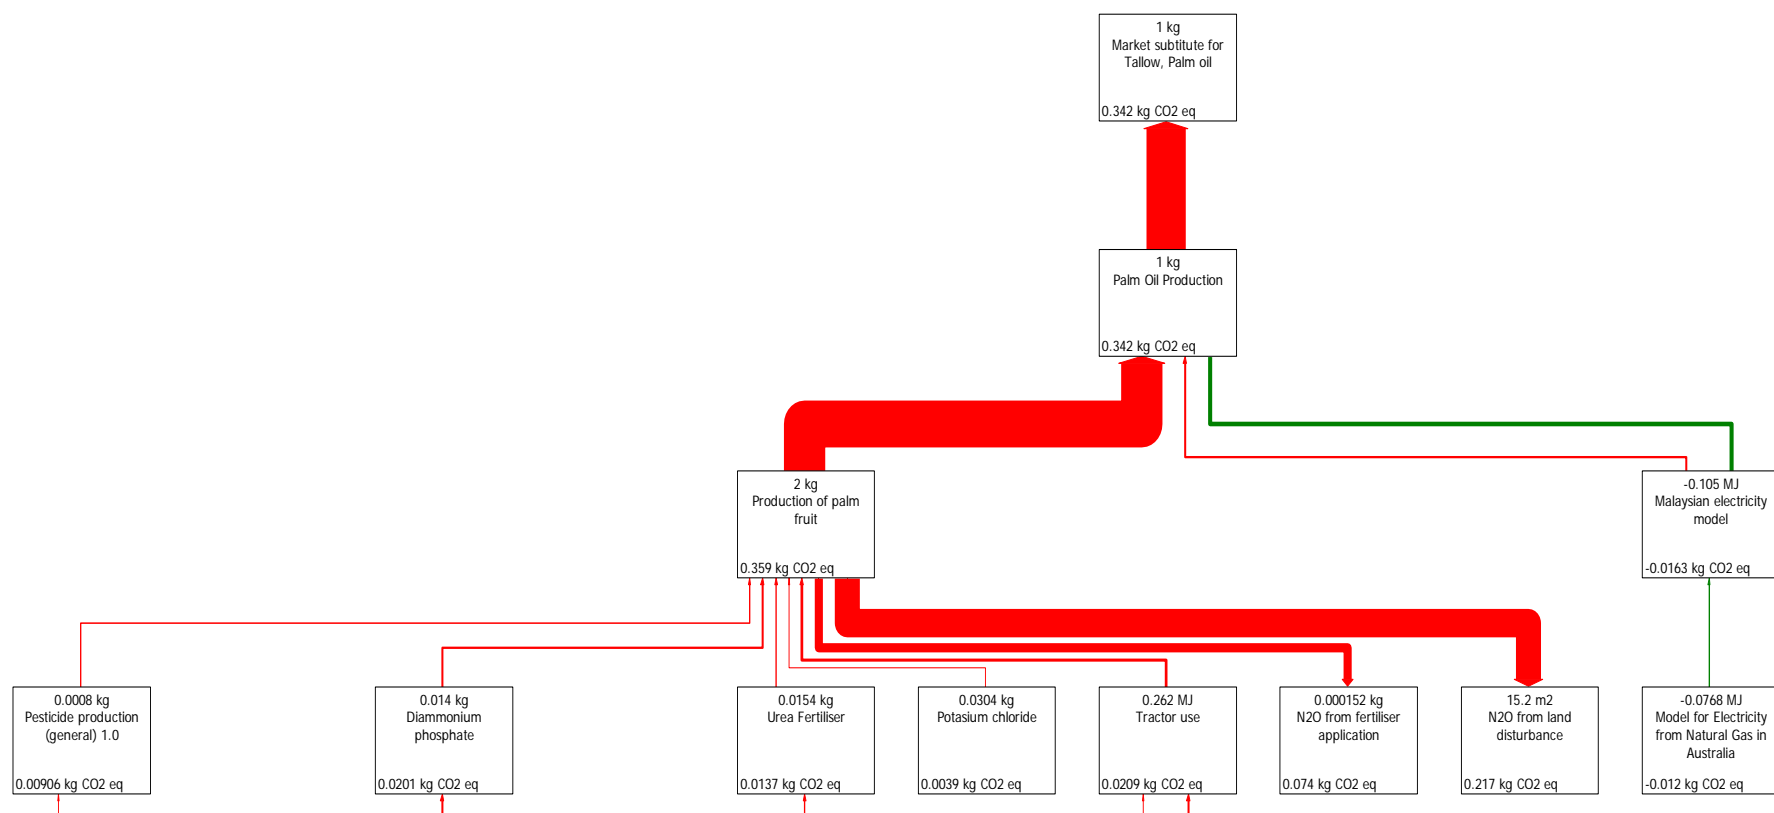 1 kg
Market subtitute for
Tallow, Palm oil
0.342 kg CO2 eq
1 kg
Palm Oil Production
0.342 kg CO2 eq
2 kg
Production of palm
fruit
0.359 kg CO2 eq
-0.105 MJ
Malaysian electricity
model
-0.0163 kg CO2 eq
0.0008 kg
Pesticide production
(general) 1.0
0.00906 kg CO2 eq
0.014 kg
Diammonium
phosphate
0.0201 kg CO2 eq
0.0154 kg
Urea Fertiliser
0.0137 kg CO2 eq
0.0304 kg
Potasium chloride
0.0039 kg CO2 eq
0.262 MJ
Tractor use
0.0209 kg CO2 eq
0.000152 kg
N2O from fertiliser
application
0.074 kg CO2 eq
15.2 m2
N2O from land
disturbance
0.217 kg CO2 eq
-0.0768 MJ
Model for Electricity
from Natural Gas in
Australia
-0.012 kg CO2 eq